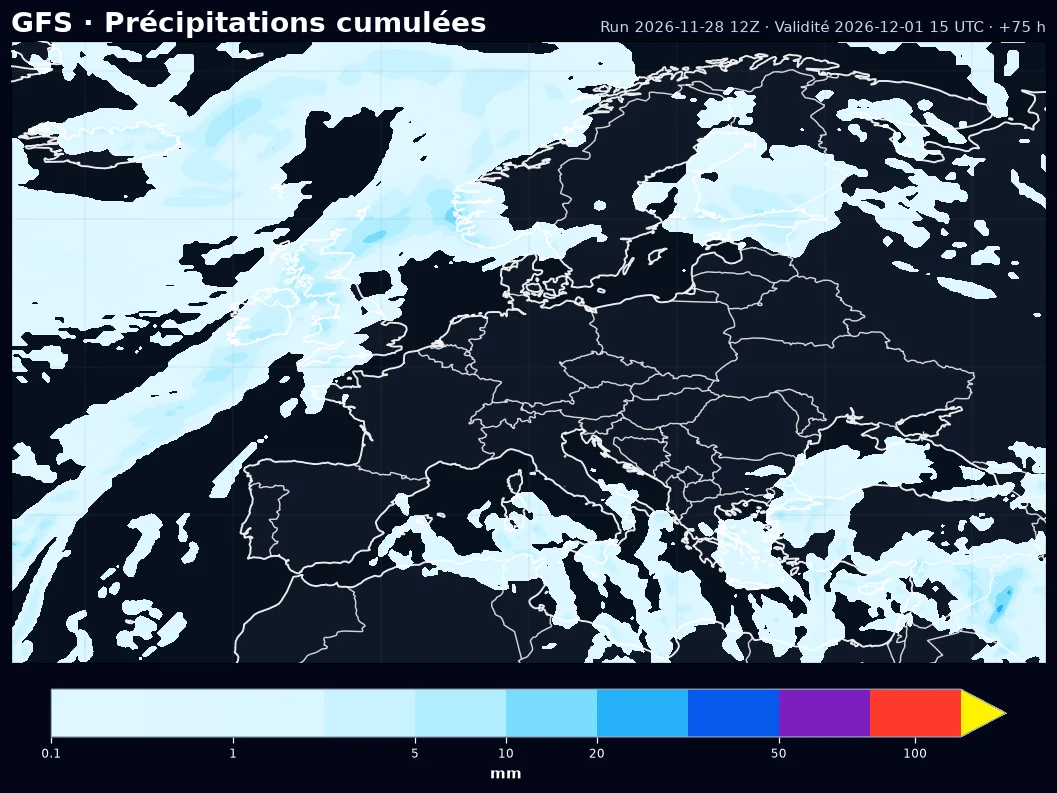 GFS · Précipitations cumulées
Run 2026-11-28 12Z · Validité 2026-12-01 15 UTC · +75 h
0.1 1 5 10 20 50 100
mm